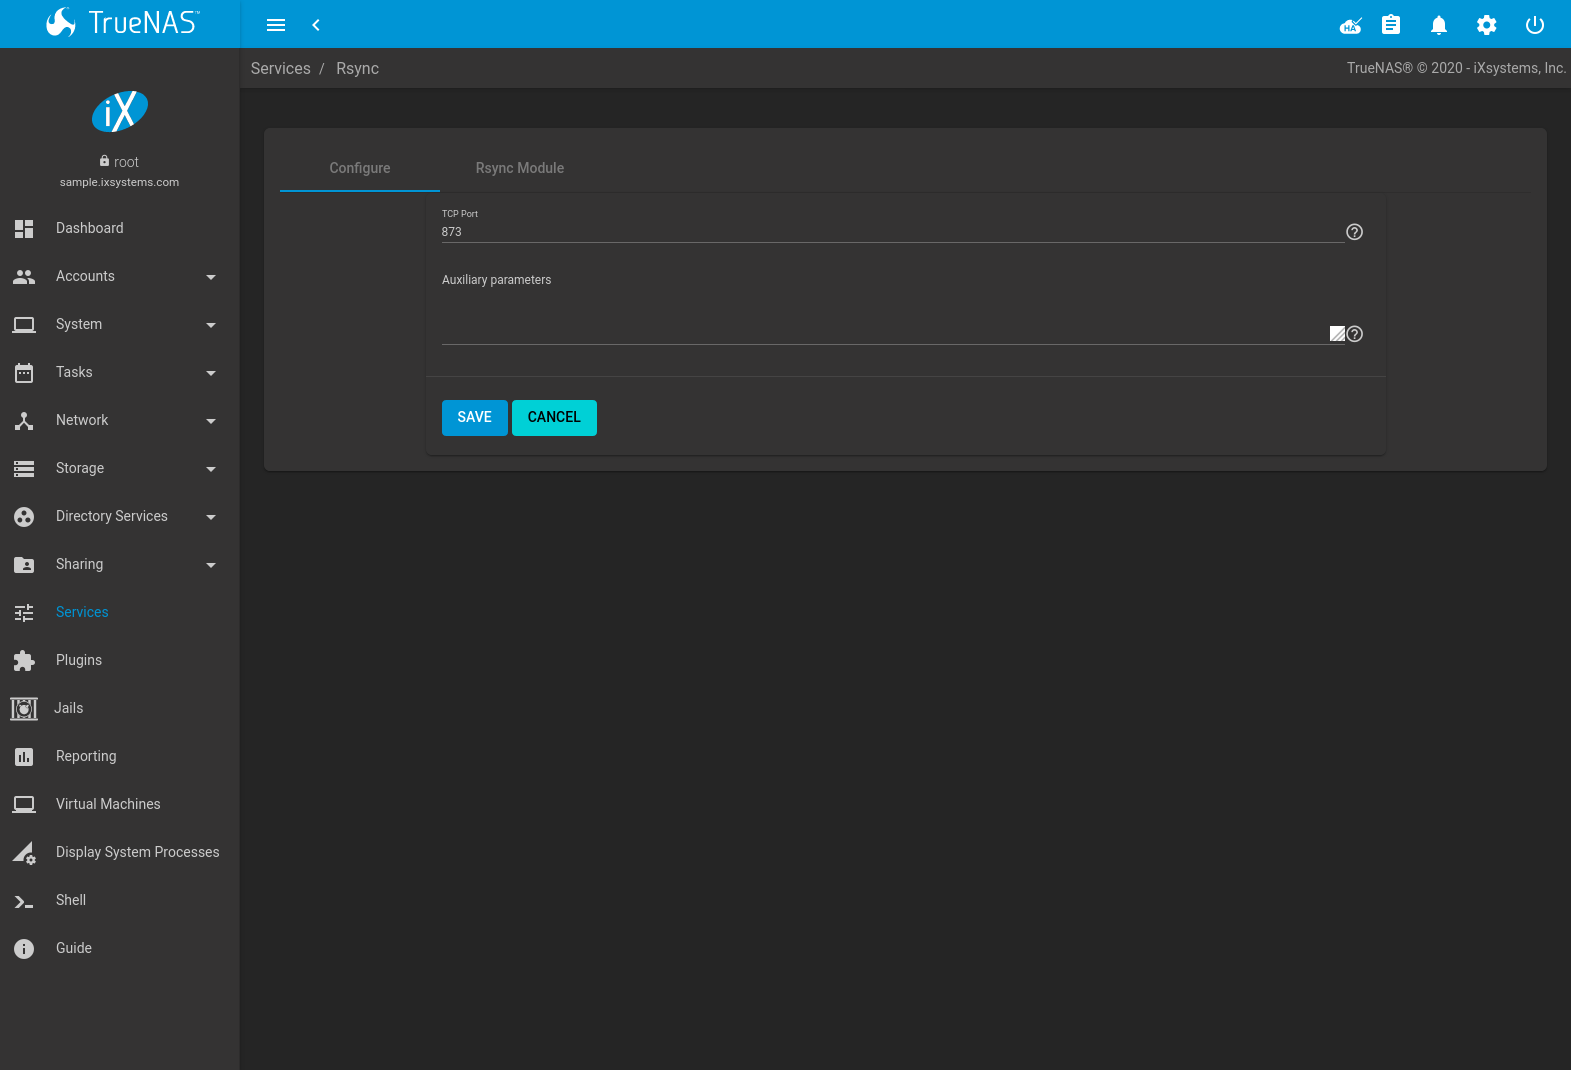 TrueNAS™
HA
Services / Rsync
TrueNAS® © 2020 - iXsystems, Inc.
iX
root
sample.ixsystems.com
Dashboard
Accounts
System
Tasks
Network
Storage
Directory Services
Sharing
Services
Plugins
Jails
Reporting
Virtual Machines
Display System Processes
Shell
Guide
Configure
Rsync Module
TCP Port
873
Auxiliary parameters
SAVE
CANCEL